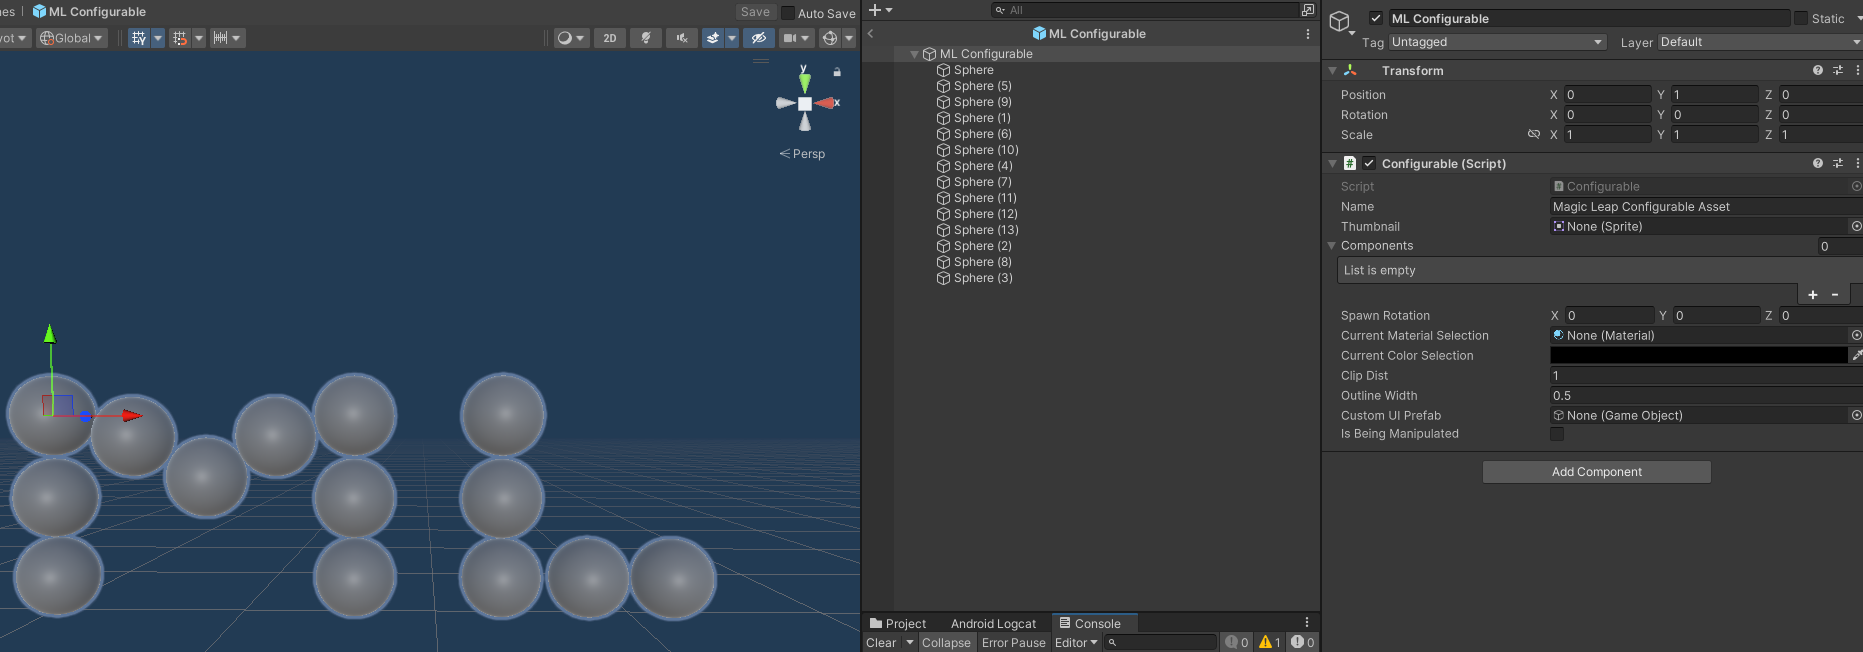 nes | ML Configurable
Save Auto Save
vot Global
2D
y
x
< Persp
All
ML Configurable
ML Configurable
Sphere
Sphere (5)
Sphere (9)
Sphere (1)
Sphere (6)
Sphere (10)
Sphere (4)
Sphere (7)
Sphere (11)
Sphere (12)
Sphere (13)
Sphere (2)
Sphere (8)
Sphere (3)
Project Android Logcat Console
Clear Collapse Error Pause Editor 0 1 0
ML Configurable Static
Tag Untagged Layer Default
Transform
Position X 0 Y 1 Z 0
Rotation X 0 Y 0 Z 0
Scale X 1 Y 1 Z 1
# Configurable (Script)
Script # Configurable
Name Magic Leap Configurable Asset
Thumbnail None (Sprite)
Components 0
List is empty
+ -
Spawn Rotation X 0 Y 0 Z 0
Current Material Selection None (Material)
Current Color Selection
Clip Dist 1
Outline Width 0.5
Custom UI Prefab None (Game Object)
Is Being Manipulated
Add Component